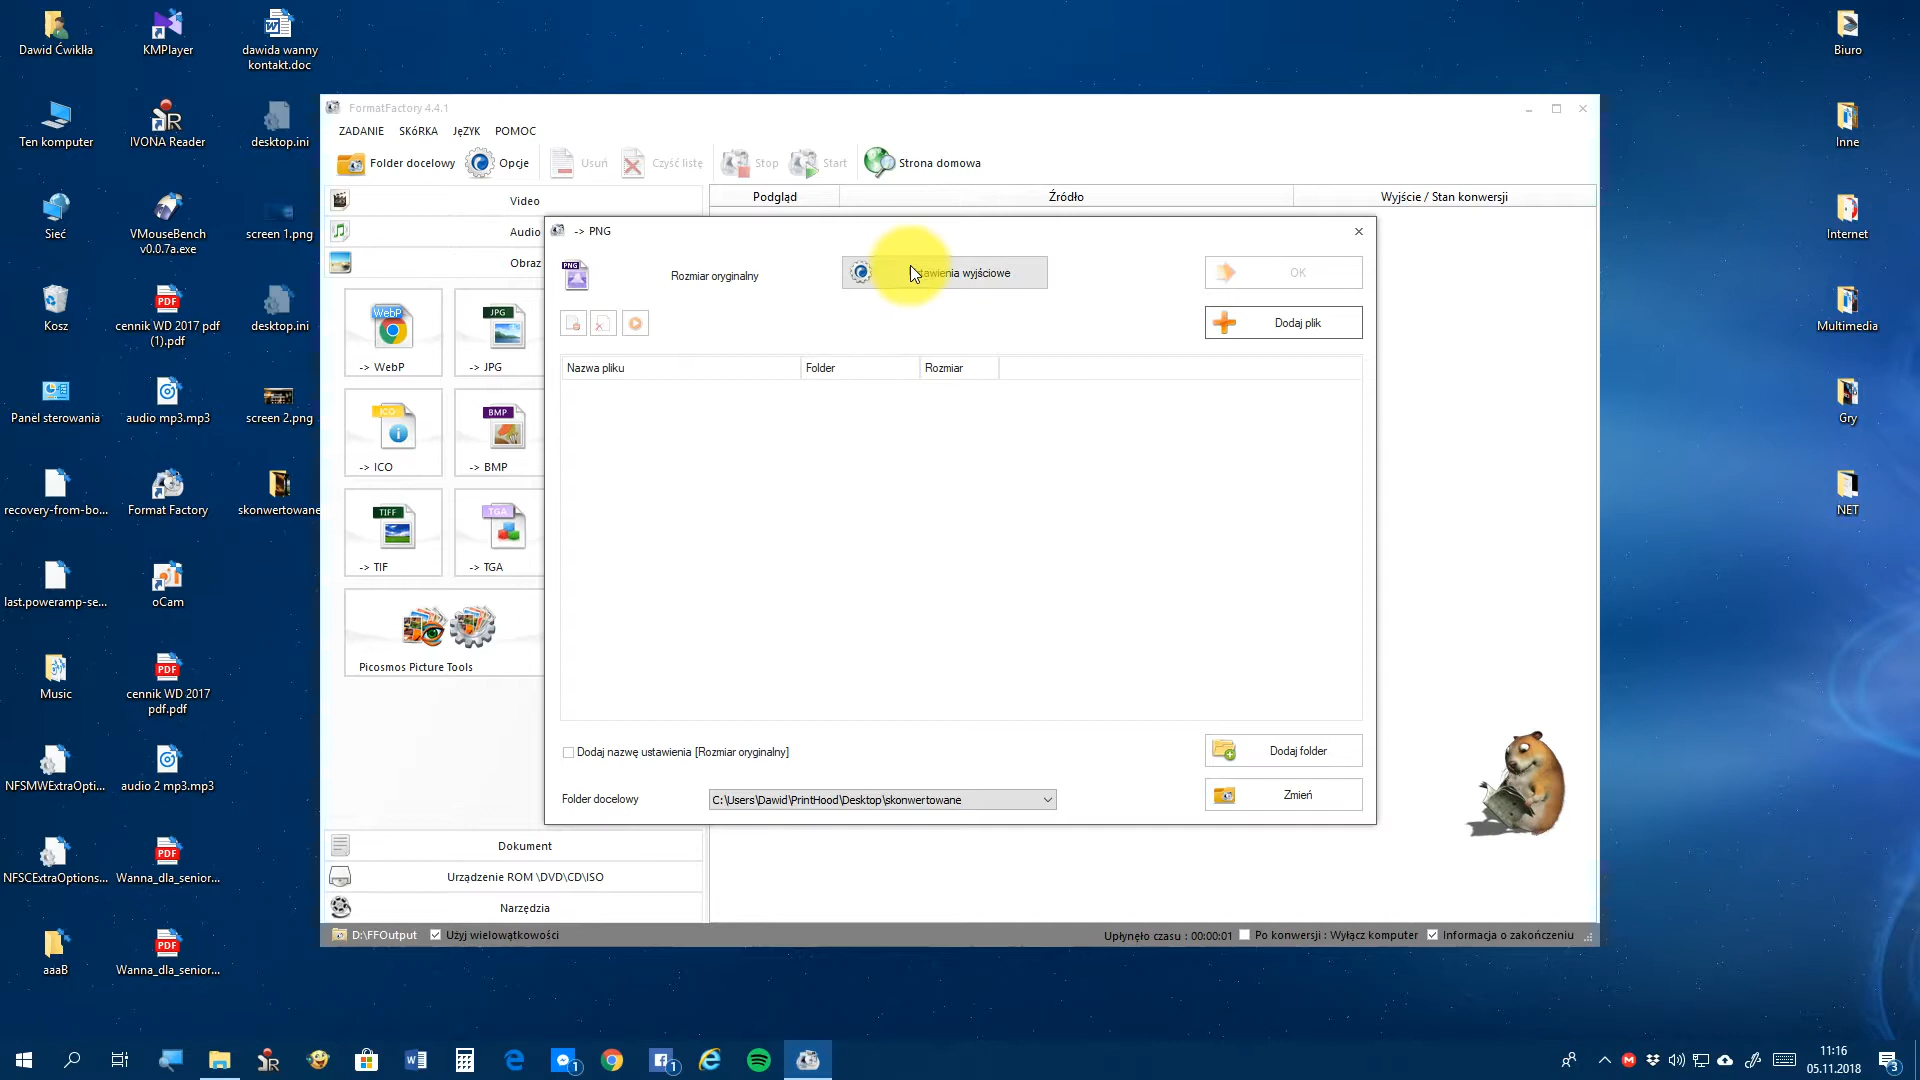 Dawid Ćwikła
KMPlayer
dawida wanny
kontakt.doc
Biuro
Ten komputer
IVONA Reader
desktop.ini
Inne
Sieć
VMouseBench
v0.0.7a.exe
screen 1.png
Internet
Kosz
cennik WD 2017 pdf
(1).pdf
desktop.ini
Multimedia
Panel sterowania
audio mp3.mp3
screen 2.png
Gry
recovery-from-bo...
Format Factory
skonwertowane
NET
last.poweramp-se...
oCam
Music
cennik WD 2017
pdf.pdf
NFSMWExtraOpti...
audio 2 mp3.mp3
NFSCExtraOptions...
Wanna_dla_senior...
aaaB
Wanna_dla_senior...
FormatFactory 4.4.1
ZADANIE SKÓRKA JęZYK POMOC
Folder docelowy Opcje Usuń Czyść listę Stop Start Strona domowa
Video
Podgląd Źródło Wyjście / Stan konwersji
Audio
Obraz
WebP
-> WebP
JPG
-> JPG
ICO
-> ICO
BMP
-> BMP
TIFF
-> TIF
TGA
-> TGA
Picosmos Picture Tools
Dokument
Urządzenie ROM \DVD\CD\ISO
Narzędzia
-> PNG
PNG
Rozmiar oryginalny
tawienia wyjściowe
OK
Dodaj plik
Nazwa pliku Folder Rozmiar
Dodaj nazwę ustawienia [Rozmiar oryginalny]
Dodaj folder
Folder docelowy
C:\Users\Dawid\PrintHood\Desktop\skonwertowane
Zmień
D:\FFOutput Użyj wielowątkowości
Upłynęło czasu : 00:00:01 Po konwersji : Wyłącz komputer Informacja o zakończeniu
11:16
05.11.2018